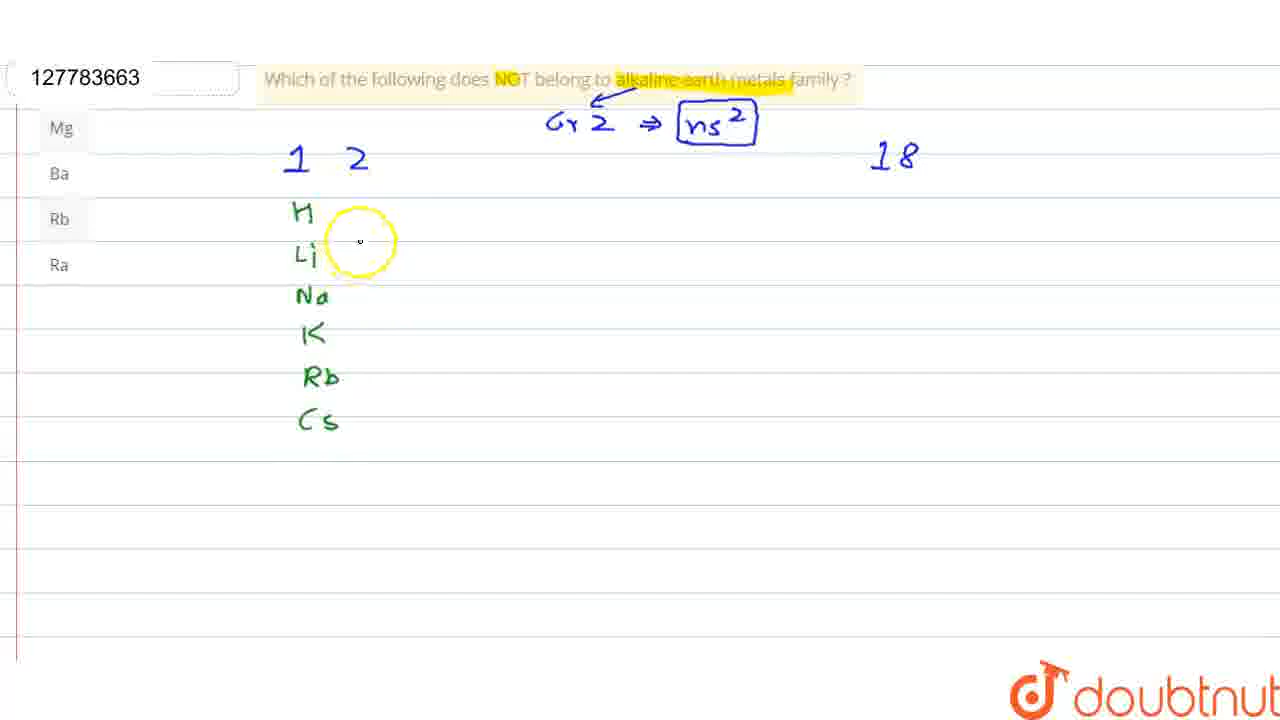 127783663
Which of the following does NOT belong to alkaline earth metals family ?
Gr 2 ⇒ ns²
Mg
1 2 18
Ba
H
Rb
Li
Ra
Na
K
Rb
Cs
doubtnut